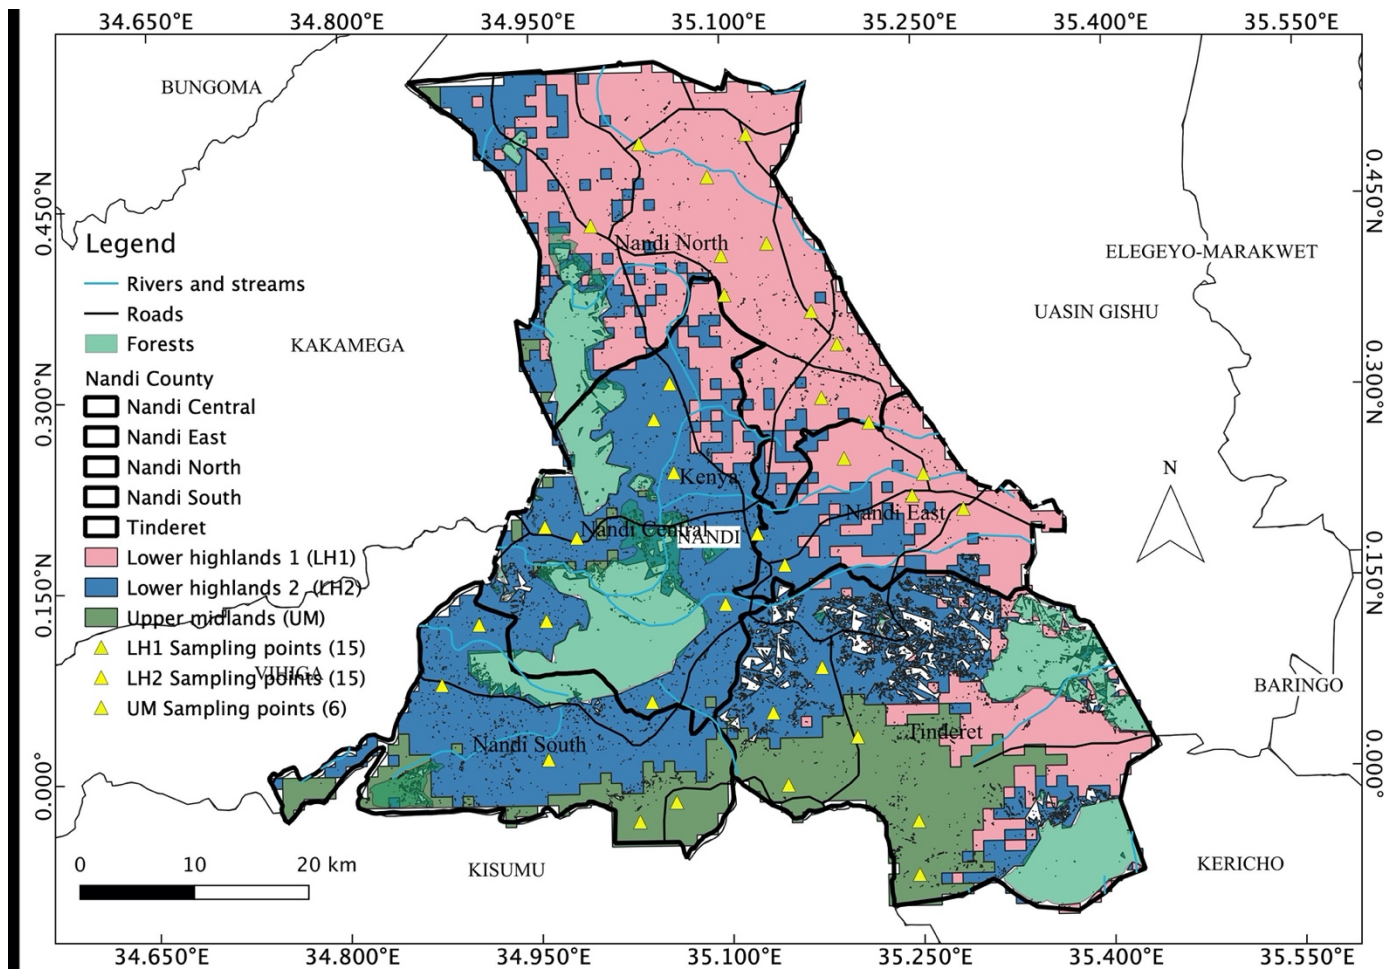 34.650°E 34.800°E 34.950°E 35.100°E 35.250°E 35.400°E 35.550°E
BUNGOMA
0.450°N
0.450°N
Legend
Nandi North
ELEGEYO-MARAKWET
Rivers and streams
Roads
UASIN GISHU
Forests
KAKAMEGA
Nandi County
0.300°N
0.300°N
Nandi Central
Nandi East
Nandi North
Kenya
N
Nandi South
Nandi East
Tinderet
Nandi Central
NANDI
Lower highlands 1 (LH1)
0.150°N
Lower highlands 2 (LH2)
0.150°N
Upper midlands (UM)
LH1 Sampling points (15)
VIHIGA
LH2 Sampling points (15)
BARINGO
UM Sampling points (6)
Tinderet
Nandi South
0.000°N
0.000°
0 10 20 km
KISUMU
KERICHO
34.650°E 34.800°E 34.950°E 35.100°E 35.250°E 35.400°E 35.550°E